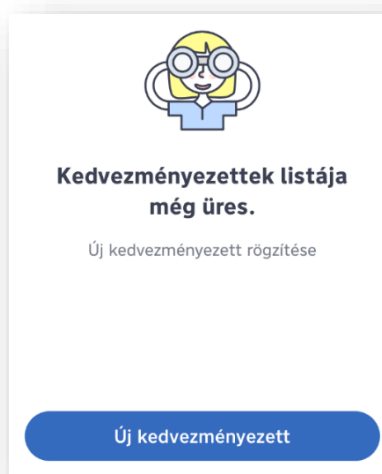 Kedvezményezettek listája
még üres.
Új kedvezményezett rögzítése
Új kedvezményezett